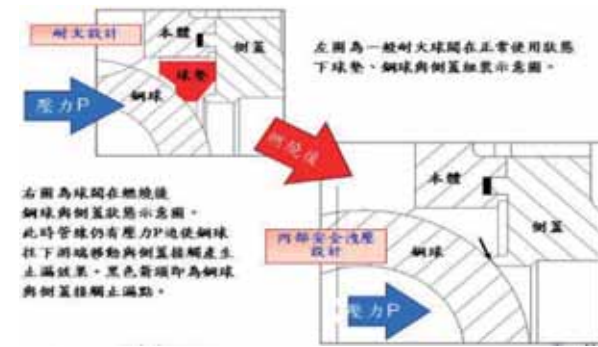 耐火設計
本體
側蓋
球墊
鋼球
壓力P
左圖為一般耐火球閥在正常使用狀態
下球墊、鋼球與側蓋組裝示意圖。
燃燒後
右圖為球閥在燃燒後
鋼球與側蓋狀態示意圖。
此時管線仍有壓力P迫使鋼球
往下游端移動與側蓋接觸產生
止漏效果。黑色箭頭即為鋼球
與側蓋接觸止漏點。
本體
側蓋
內部安全洩壓
設計
鋼球
壓力P